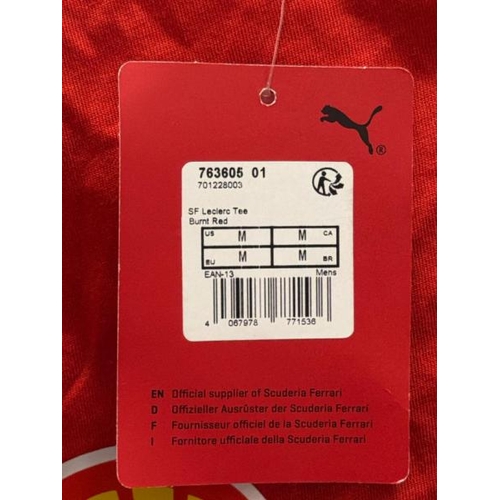 763605 01
701228003
SF Leclerc Tee
Burnt Red
US M M CA
EU M M BR
EAN-13 Mens
4 067978 771536
EN Official supplier of Scuderia Ferrari
D Offizieller Ausrüster der Scuderia Ferrari
F Fournisseur officiel de la Scuderia Ferrari
I Fornitore ufficiale della Scuderia Ferrari